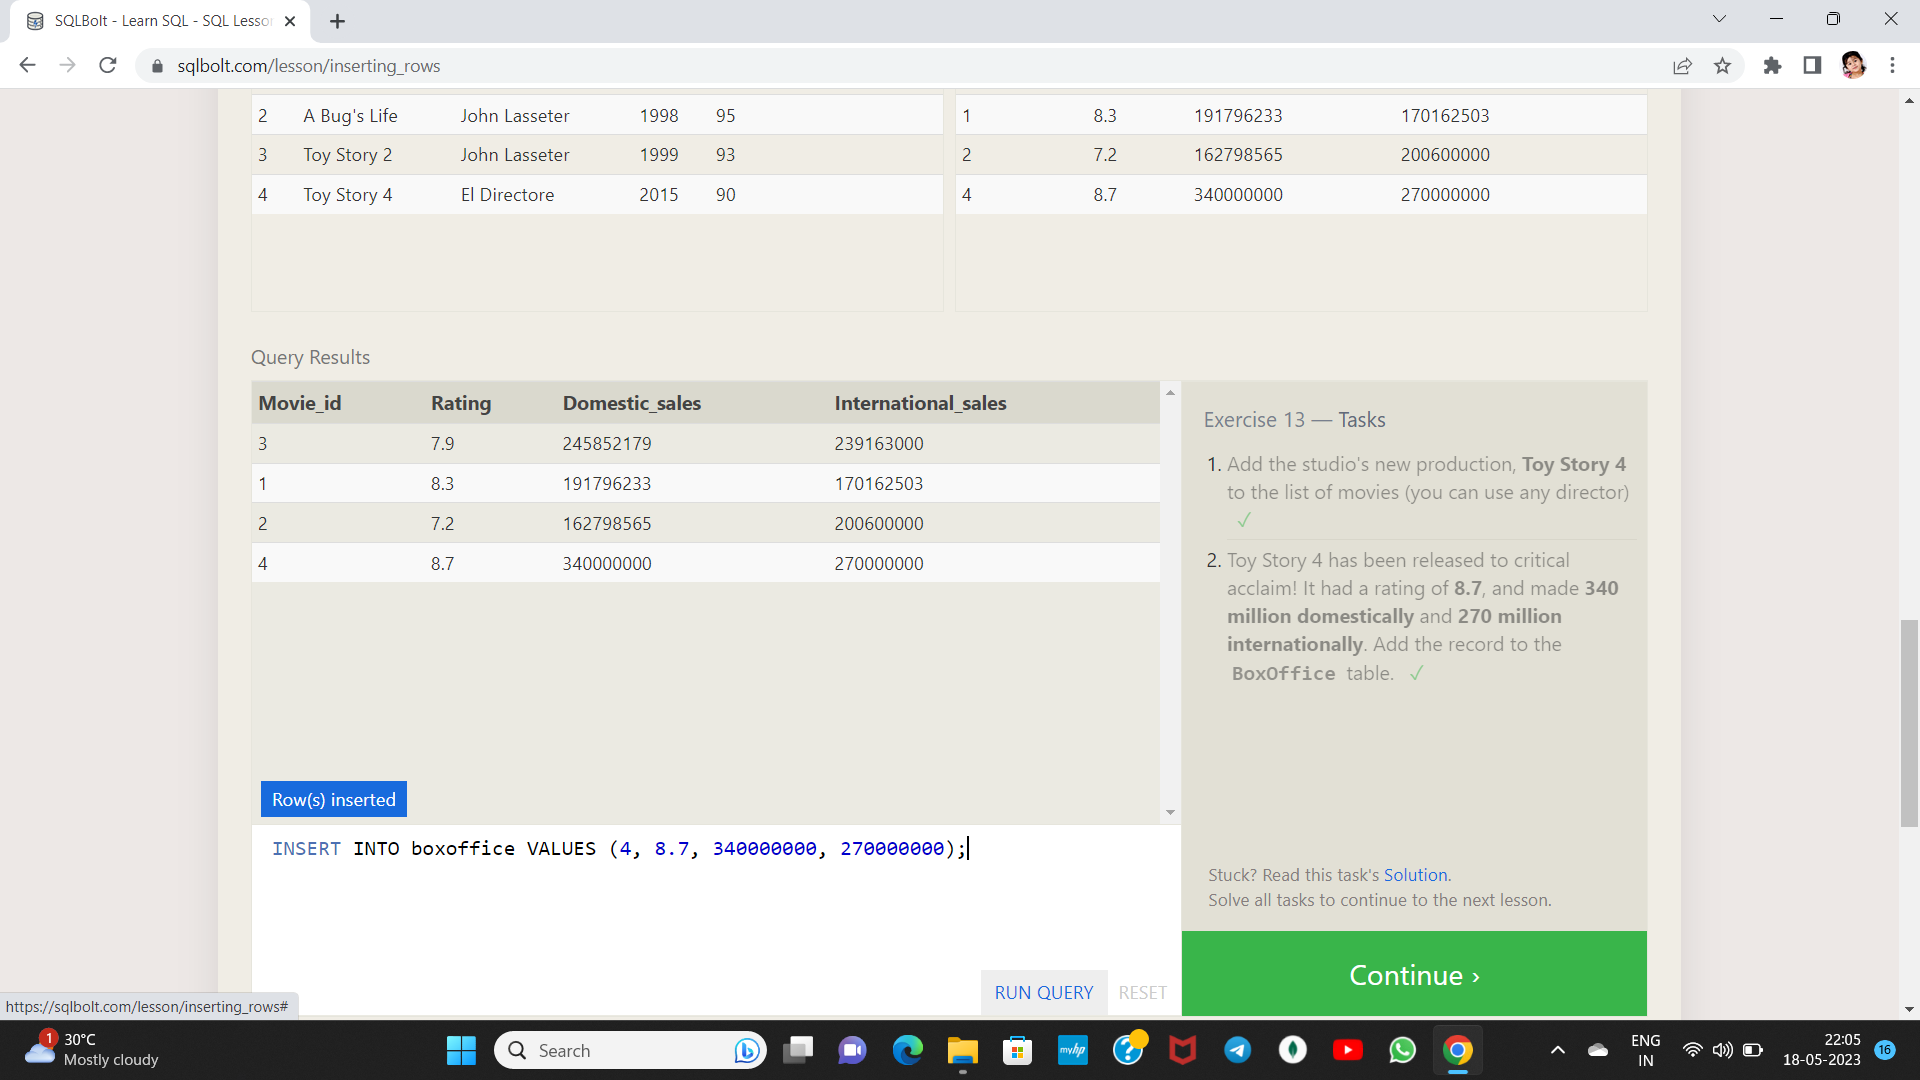 SQLBolt - Learn SQL - SQL Lesso
sqlbolt.com/lesson/inserting_rows
2 A Bug's Life John Lasseter 1998 95
3 Toy Story 2 John Lasseter 1999 93
4 Toy Story 4 El Directore 2015 90
1 8.3 191796233 170162503
2 7.2 162798565 200600000
4 8.7 340000000 270000000
Query Results
Movie_id Rating Domestic_sales International_sales
3 7.9 245852179 239163000
1 8.3 191796233 170162503
2 7.2 162798565 200600000
4 8.7 340000000 270000000
Row(s) inserted
INSERT INTO boxoffice VALUES (4, 8.7, 340000000, 270000000);
RUN QUERY RESET
Exercise 13 — Tasks
1. Add the studio's new production, Toy Story 4
to the list of movies (you can use any director)
✓
2. Toy Story 4 has been released to critical
acclaim! It had a rating of 8.7, and made 340
million domestically and 270 million
internationally. Add the record to the
BoxOffice table. ✓
Stuck? Read this task's Solution.
Solve all tasks to continue to the next lesson.
Continue ›
https://sqlbolt.com/lesson/inserting_rows#
1
30°C
Mostly cloudy
Search
myhp
ENG
IN
22:05
18-05-2023
16